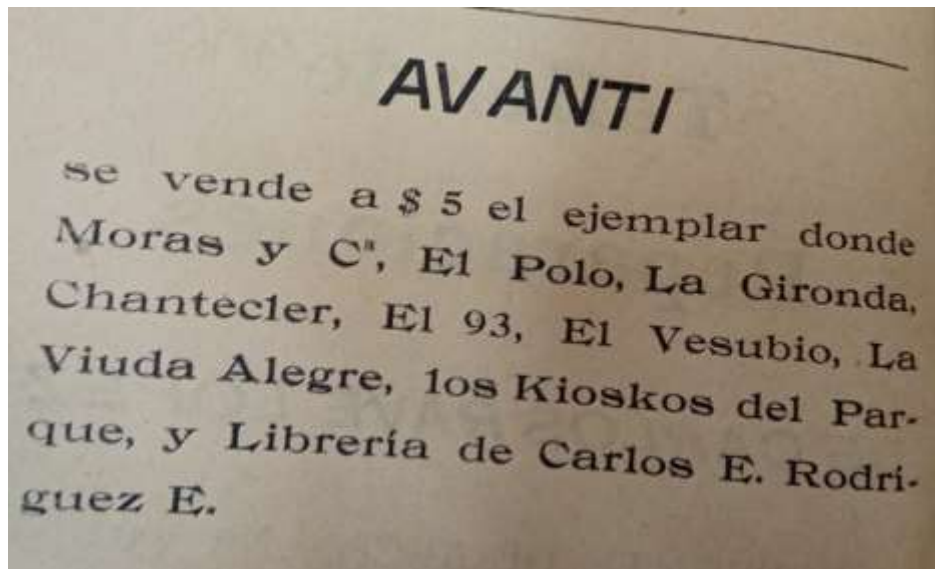 AVANTI
se vende a $ 5 el ejemplar donde
Moras y Cª, El Polo, La Gironda,
Chantecler, El 93, El Vesubio, La
Viuda Alegre, los Kioskos del Par-
que, y Librería de Carlos E. Rodrí-
guez E.